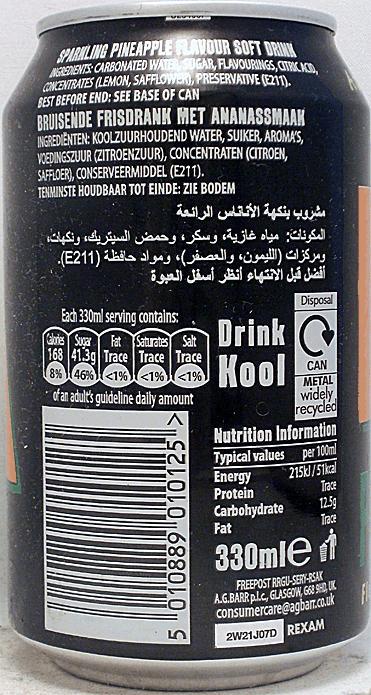 SPARKLING PINEAPPLE FLAVOUR SOFT DRINK
INGREDIENTS: CARBONATED WATER, SUGAR, FLAVOURINGS, CITRIC ACID,
CONCENTRATES (LEMON, SAFFLOWER), PRESERVATIVE (E211).
BEST BEFORE END: SEE BASE OF CAN
BRUISENDE FRISDRANK MET ANANASSMAAK
INGREDIËNTEN: KOOLZUURHOUDEND WATER, SUIKER, AROMA'S,
VOEDINGSZUUR (ZITROENZUUR), CONCENTRATEN (CITROEN,
SAFFLOER), CONSERVEERMIDDEL (E211).
TENMINSTE HOUDBAAR TOT EINDE: ZIE BODEM
مشروب بنكهة الأناناس الرائعة
المكونات: مياه غازية، وسكر، وحمض السيتريك، ونكهات،
ومركزات (الليمون، والعصفر)، ومواد حافظة (E211).
أفضل قبل الانتهاء أنظر أسفل العبوة
Each 330ml serving contains:
Calories Sugar Fat Saturates Salt
168 41.3g Trace Trace Trace
8% 46% <1% <1% <1%
of an adult's guideline daily amount
Drink
Kool
Disposal
CAN
METAL
widely
recycled
Nutrition Information
Typical values per 100ml
Energy 215kJ/51kcal
Protein Trace
Carbohydrate 12.5g
Fat Trace
330ml e
FREEPOST RRGU-SERY-RSAK
A.G.BARR p.l.c., GLASGOW, G68 9HD, UK.
consumercare@agbarr.co.uk
2W21J07D REXAM
5 010889 010125 >